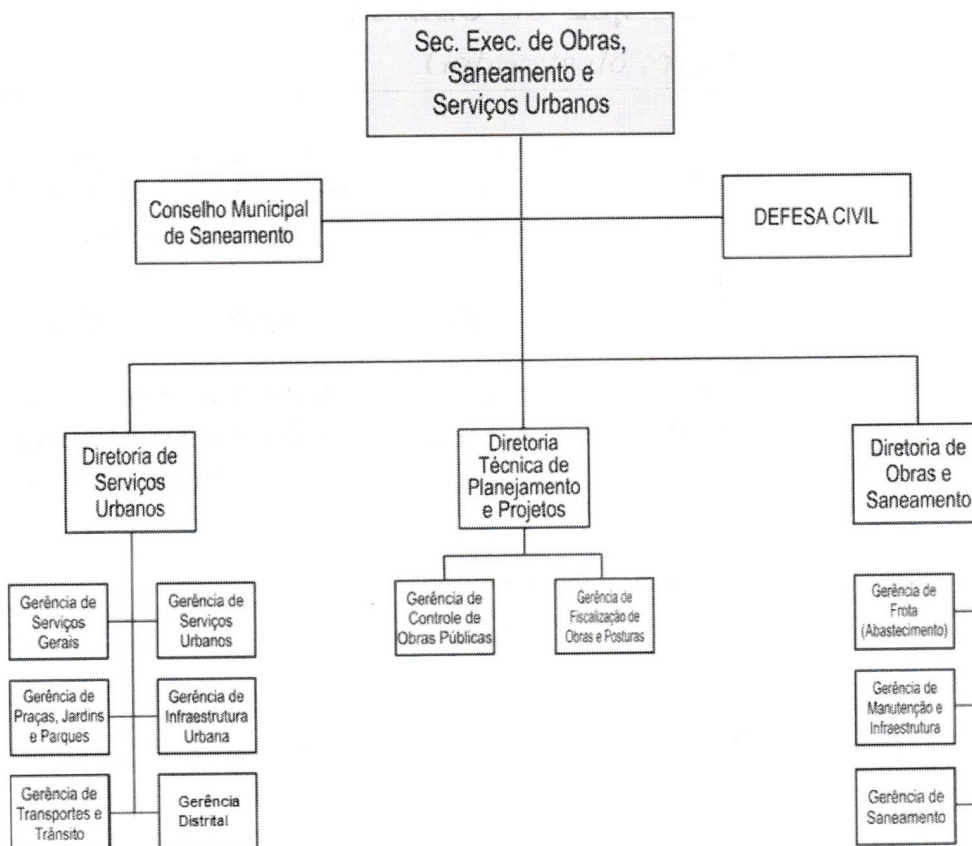 Sec. Exec. de Obras,
Saneamento e
Serviços Urbanos
Conselho Municipal
de Saneamento
DEFESA CIVIL
Diretoria de
Serviços
Urbanos
Diretoria
Técnica de
Planejamento
e Projetos
Diretoria de
Obras e
Saneamento
Gerência de
Serviços
Gerais
Gerência de
Serviços
Urbanos
Gerência de
Praças, Jardins
e Parques
Gerência de
Infraestrutura
Urbana
Gerência de
Transportes e
Trânsito
Gerência
Distrital
Gerência de
Controle de
Obras Públicas
Gerência de
Fiscalização de
Obras e Posturas
Gerência de
Frota
(Abastecimento)
Gerência de
Manutenção e
Infraestrutura
Gerência de
Saneamento